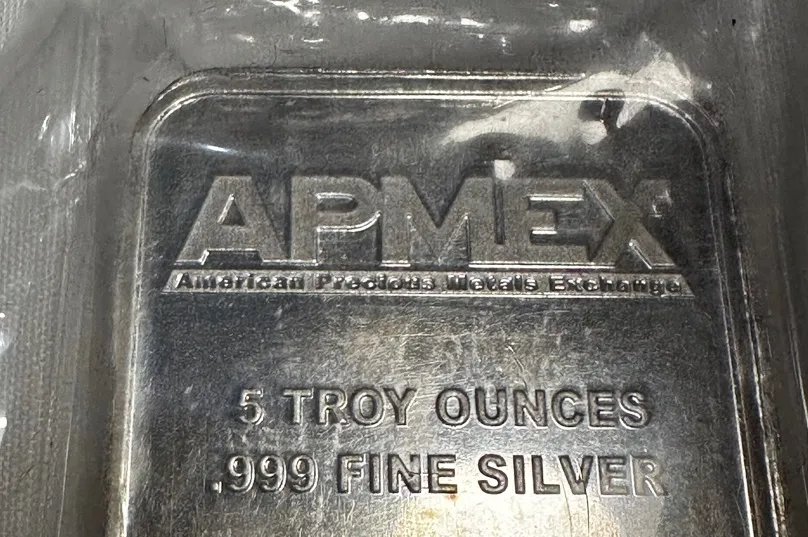 APMEX
American Precious Metals Exchange
5 TROY OUNCES
.999 FINE SILVER